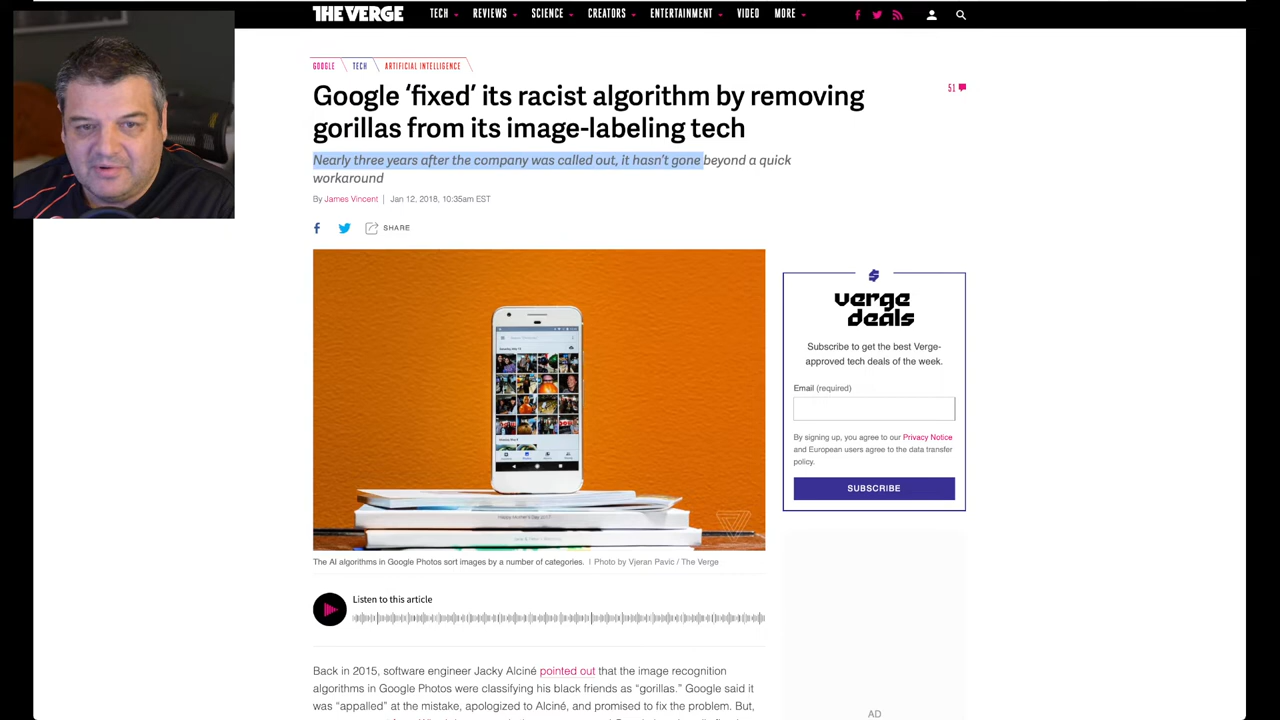 THE VERGE TECH REVIEWS SCIENCE CREATORS ENTERTAINMENT VIDEO MORE
GOOGLE TECH ARTIFICIAL INTELLIGENCE
Google ‘fixed’ its racist algorithm by removing
gorillas from its image-labeling tech
51
Nearly three years after the company was called out, it hasn’t gone beyond a quick
workaround
By James Vincent | Jan 12, 2018, 10:35am EST
SHARE
verge
deals
Subscribe to get the best Verge-
approved tech deals of the week.
Email (required)
By signing up, you agree to our Privacy Notice
and European users agree to the data transfer
policy.
SUBSCRIBE
The AI algorithms in Google Photos sort images by a number of categories. | Photo by Vjeran Pavic / The Verge
Listen to this article
Back in 2015, software engineer Jacky Alciné pointed out that the image recognition
algorithms in Google Photos were classifying his black friends as “gorillas.” Google said it
was “appalled” at the mistake, apologized to Alciné, and promised to fix the problem. But,
AD